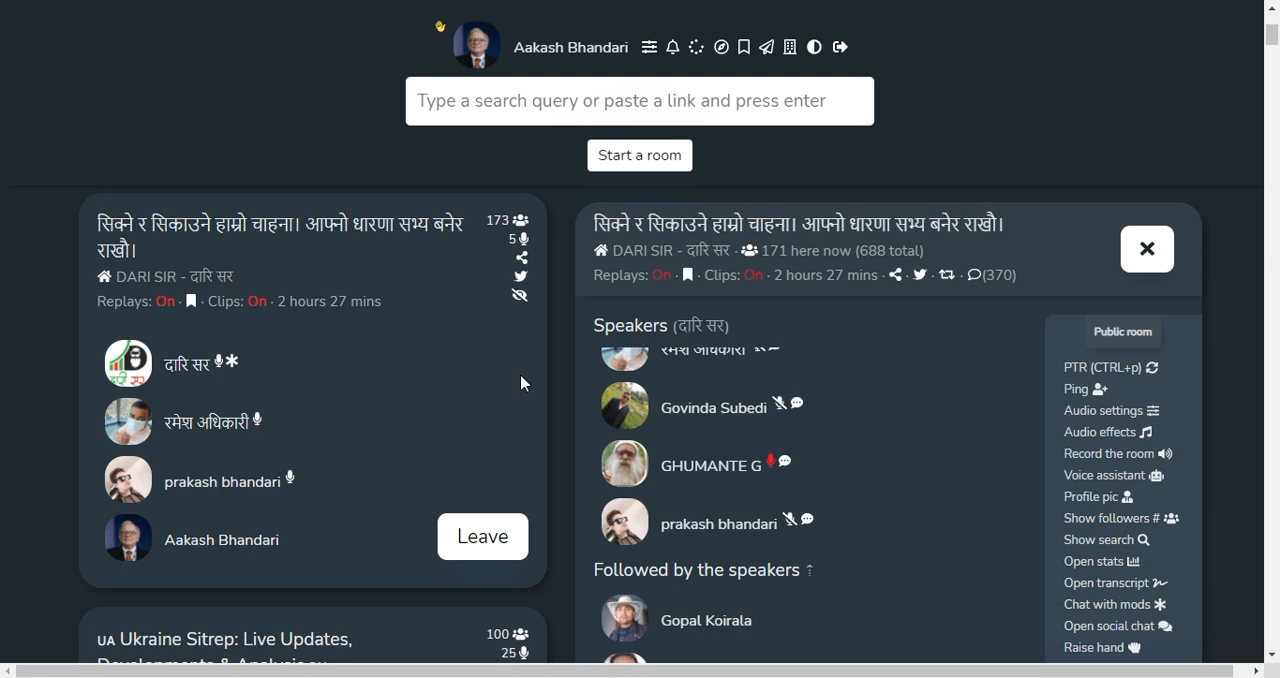 Aakash Bhandari
Type a search query or paste a link and press enter
Start a room
सिक्ने र सिकाउने हाम्रो चाहना। आफ्नो धारणा सभ्य बनेर
राखौ।
173
5
DARI SIR - दारि सर
Replays: On · · Clips: On · 2 hours 27 mins
दारि सर
रमेश अधिकारी
prakash bhandari
Aakash Bhandari
Leave
UA Ukraine Sitrep: Live Updates,
Developments & Analysis
100
25
सिक्ने र सिकाउने हाम्रो चाहना। आफ्नो धारणा सभ्य बनेर राखौ।
DARI SIR - दारि सर · 171 here now (688 total)
Replays: On · · Clips: On · 2 hours 27 mins · · · · (370)
Speakers (दारि सर)
रमेश अधिकारी
Govinda Subedi
GHUMANTE G
prakash bhandari
Followed by the speakers
Gopal Koirala
Public room
PTR (CTRL+p)
Ping
Audio settings
Audio effects
Record the room
Voice assistant
Profile pic
Show followers #
Show search
Open stats
Open transcript
Chat with mods
Open social chat
Raise hand